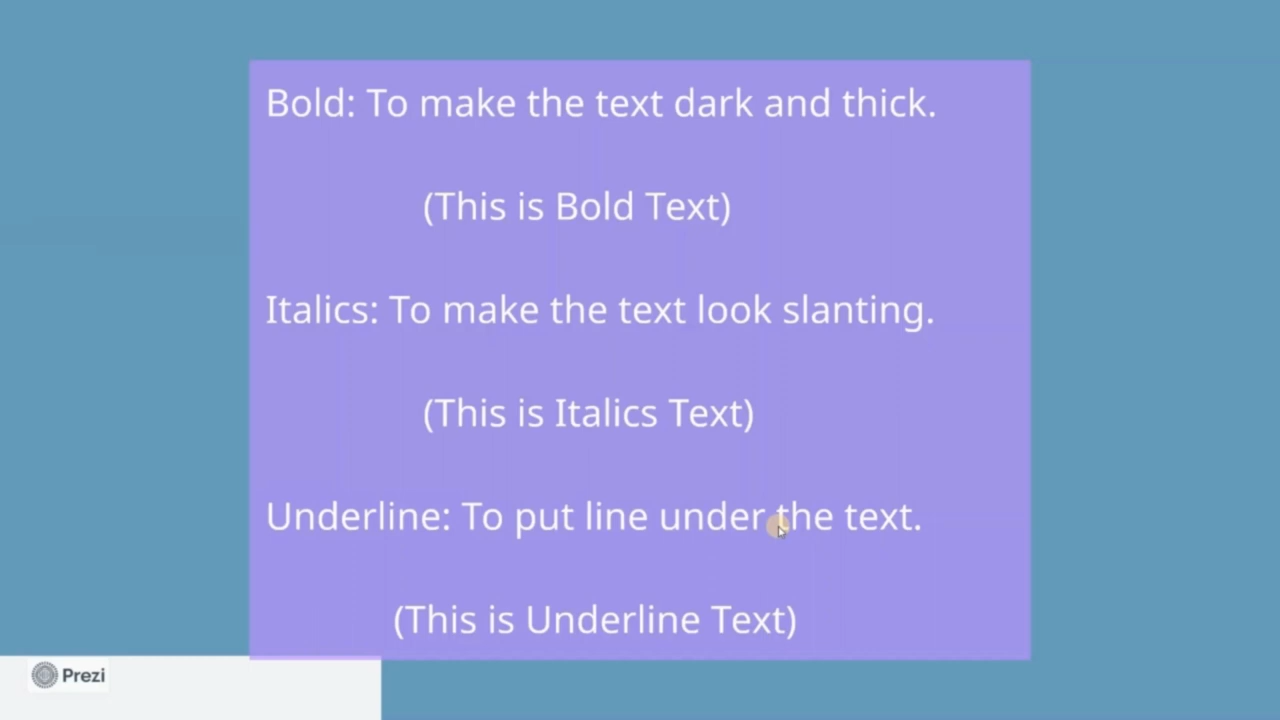 Bold: To make the text dark and thick.
(This is Bold Text)
Italics: To make the text look slanting.
(This is Italics Text)
Underline: To put line under the text.
(This is Underline Text)
Prezi